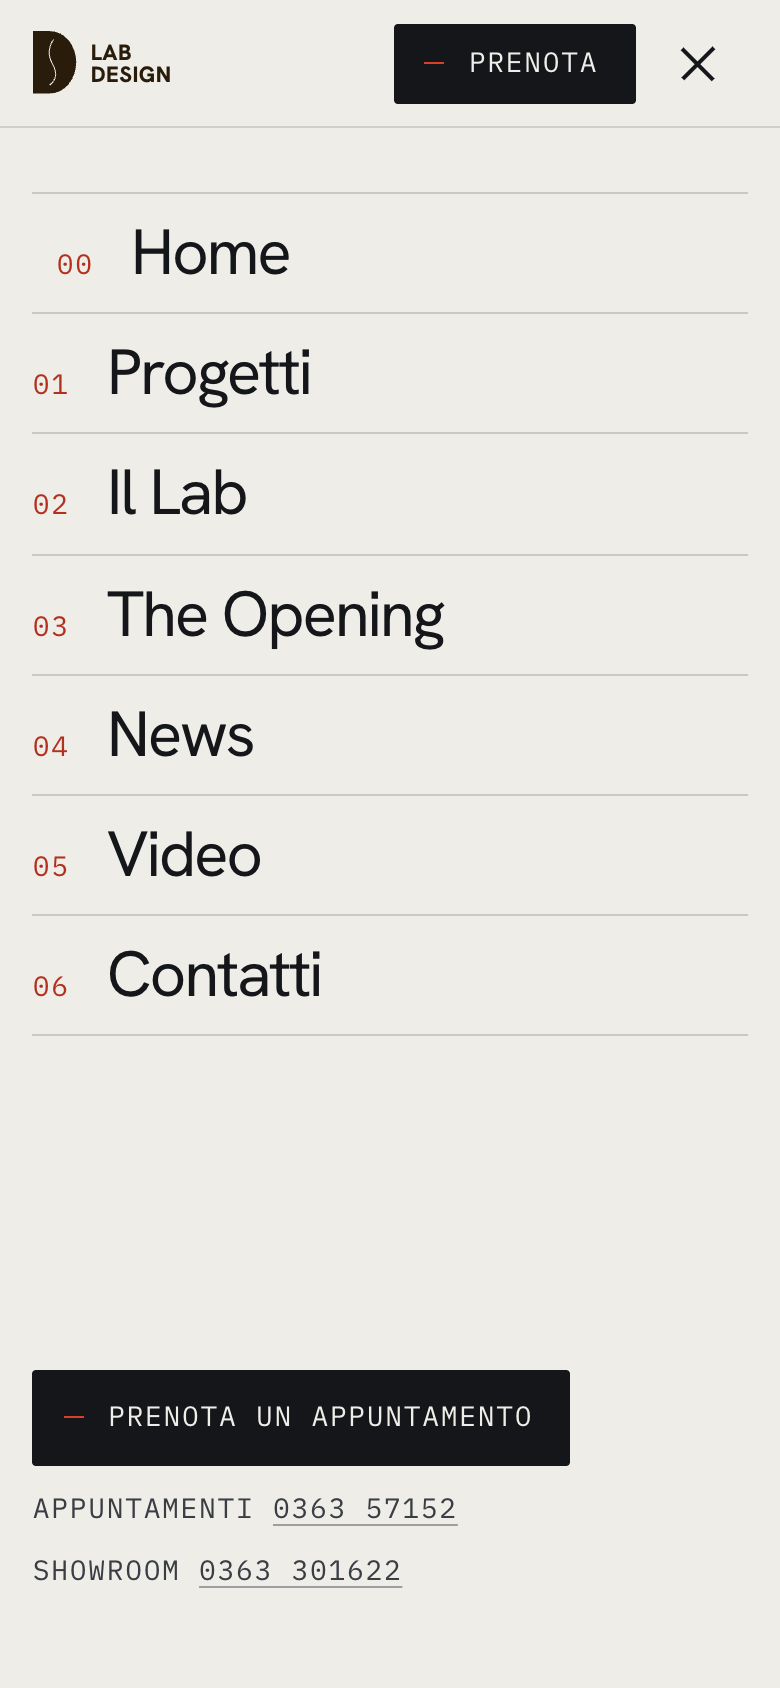 LAB
DESIGN
— PRENOTA
00 Home
01 Progetti
02 Il Lab
03 The Opening
04 News
05 Video
06 Contatti
— PRENOTA UN APPUNTAMENTO
APPUNTAMENTI 0363 57152
SHOWROOM 0363 301622